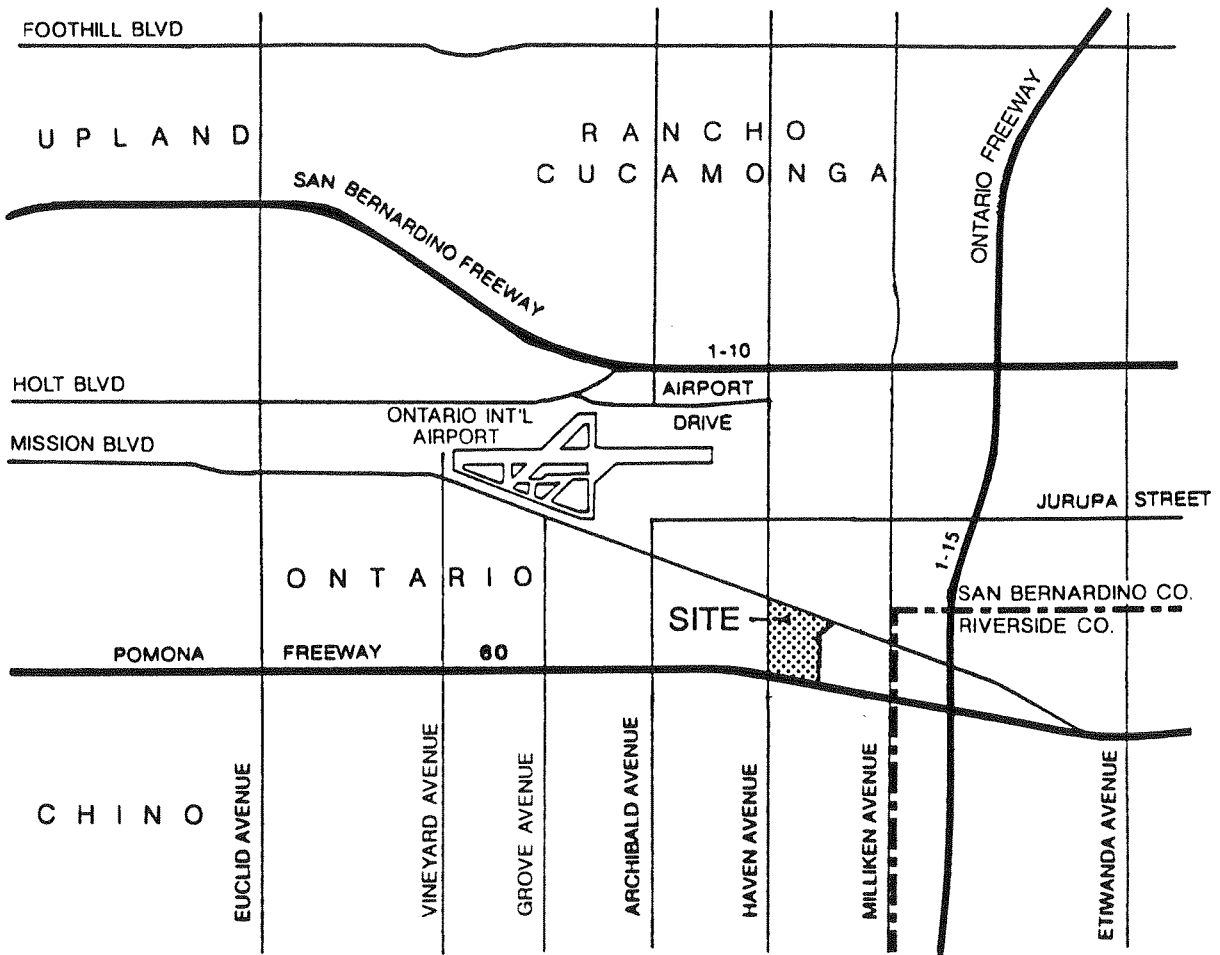 FOOTHILL BLVD
UPLAND
RANCHO
CUCAMONGA
SAN BERNARDINO FREEWAY
ONTARIO FREEWAY
1-10
HOLT BLVD
AIRPORT
DRIVE
ONTARIO INT'L
AIRPORT
MISSION BLVD
JURUPA STREET
1-15
ONTARIO
SAN BERNARDINO CO.
RIVERSIDE CO.
SITE
POMONA FREEWAY 60
CHINO
EUCLID AVENUE
VINEYARD AVENUE
GROVE AVENUE
ARCHIBALD AVENUE
HAVEN AVENUE
MILLIKEN AVENUE
ETIWANDA AVENUE